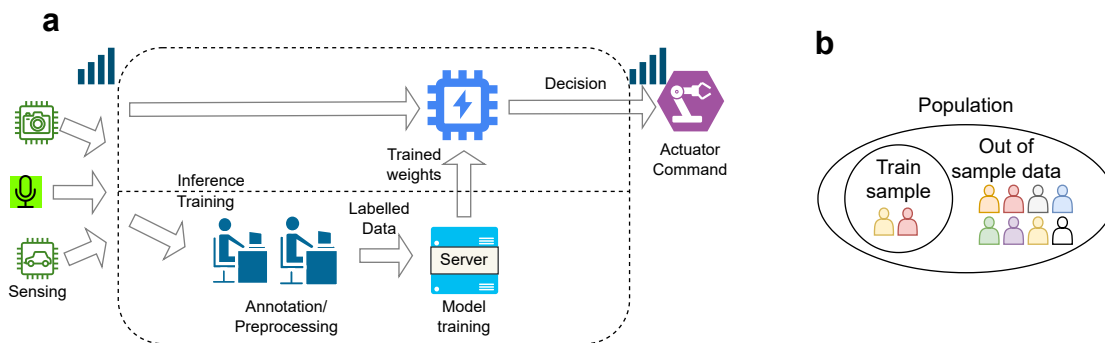 a
Decision
Actuator
Command
Trained
weights
Inference
Training
Labelled
Data
Server
Sensing
Annotation/
Preprocessing
Model
training
b
Population
Train
sample
Out of
sample data